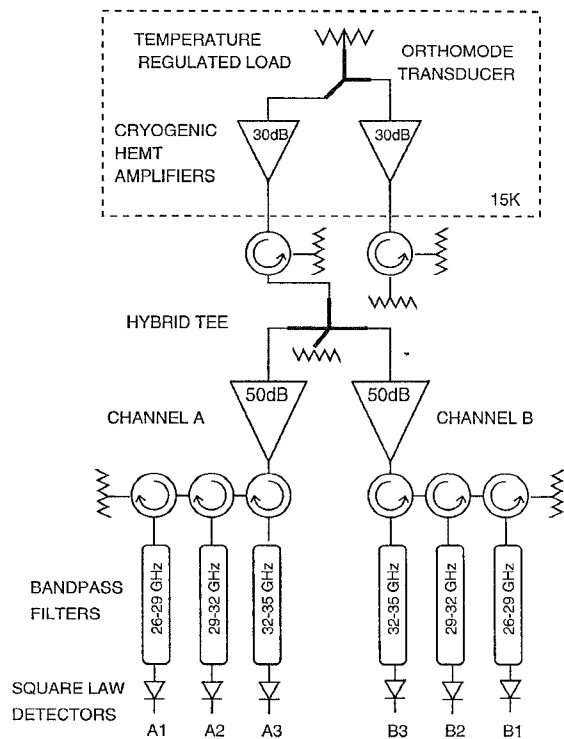 TEMPERATURE
REGULATED LOAD
ORTHOMODE
TRANSDUCER
CRYOGENIC
HEMT
AMPLIFIERS
30dB
30dB
15K
HYBRID TEE
50dB
50dB
CHANNEL A
CHANNEL B
BANDPASS
FILTERS
26-29 GHz
29-32 GHz
32-35 GHz
32-35 GHz
29-32 GHz
26-29 GHz
SQUARE LAW
DETECTORS
A1
A2
A3
B3
B2
B1